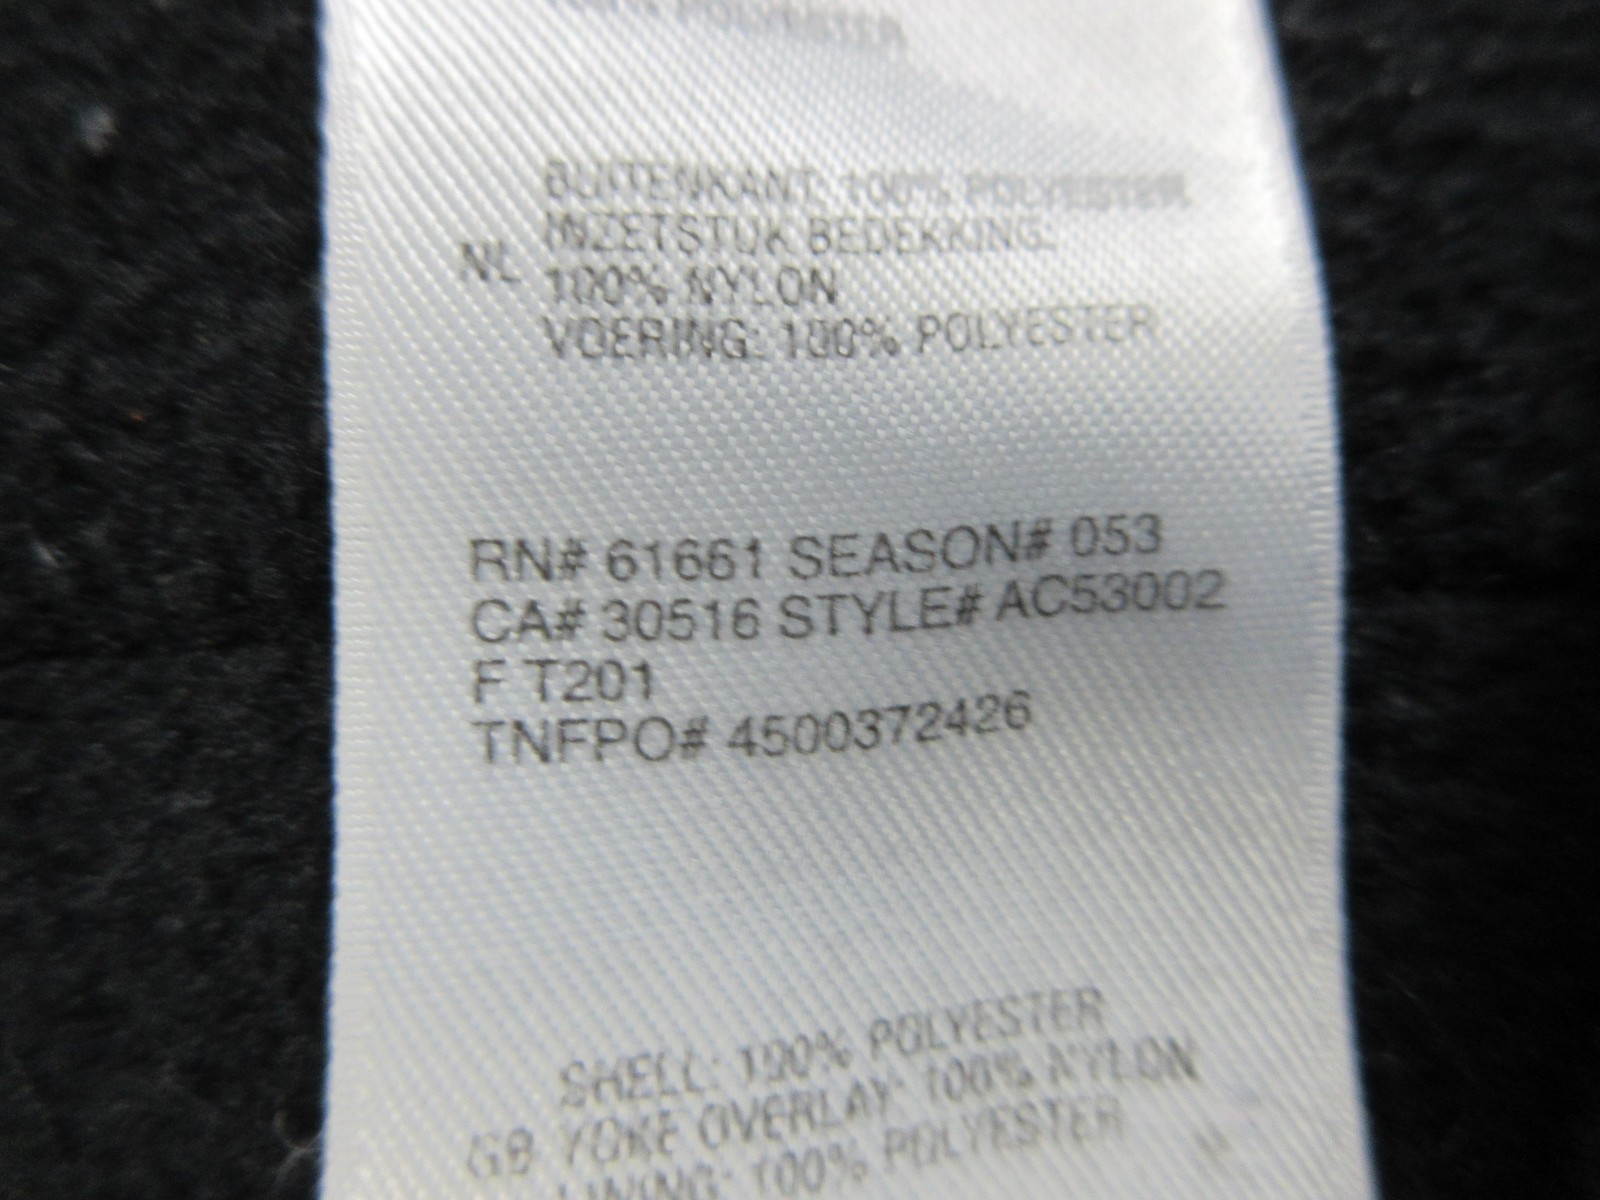 POLYESTER
BUITENKANT: 100% POLYESTER
INZETSTUK BEDEKKING:
NL 100% NYLON
VOERING: 100% POLYESTER
RN# 61661 SEASON# 053
CA# 30516 STYLE# AC53002
F T201
TNFPO# 4500372426
SHELL: 100% POLYESTER
GB YOKE OVERLAY: 100% NYLON
LINING: 100% POLYESTER